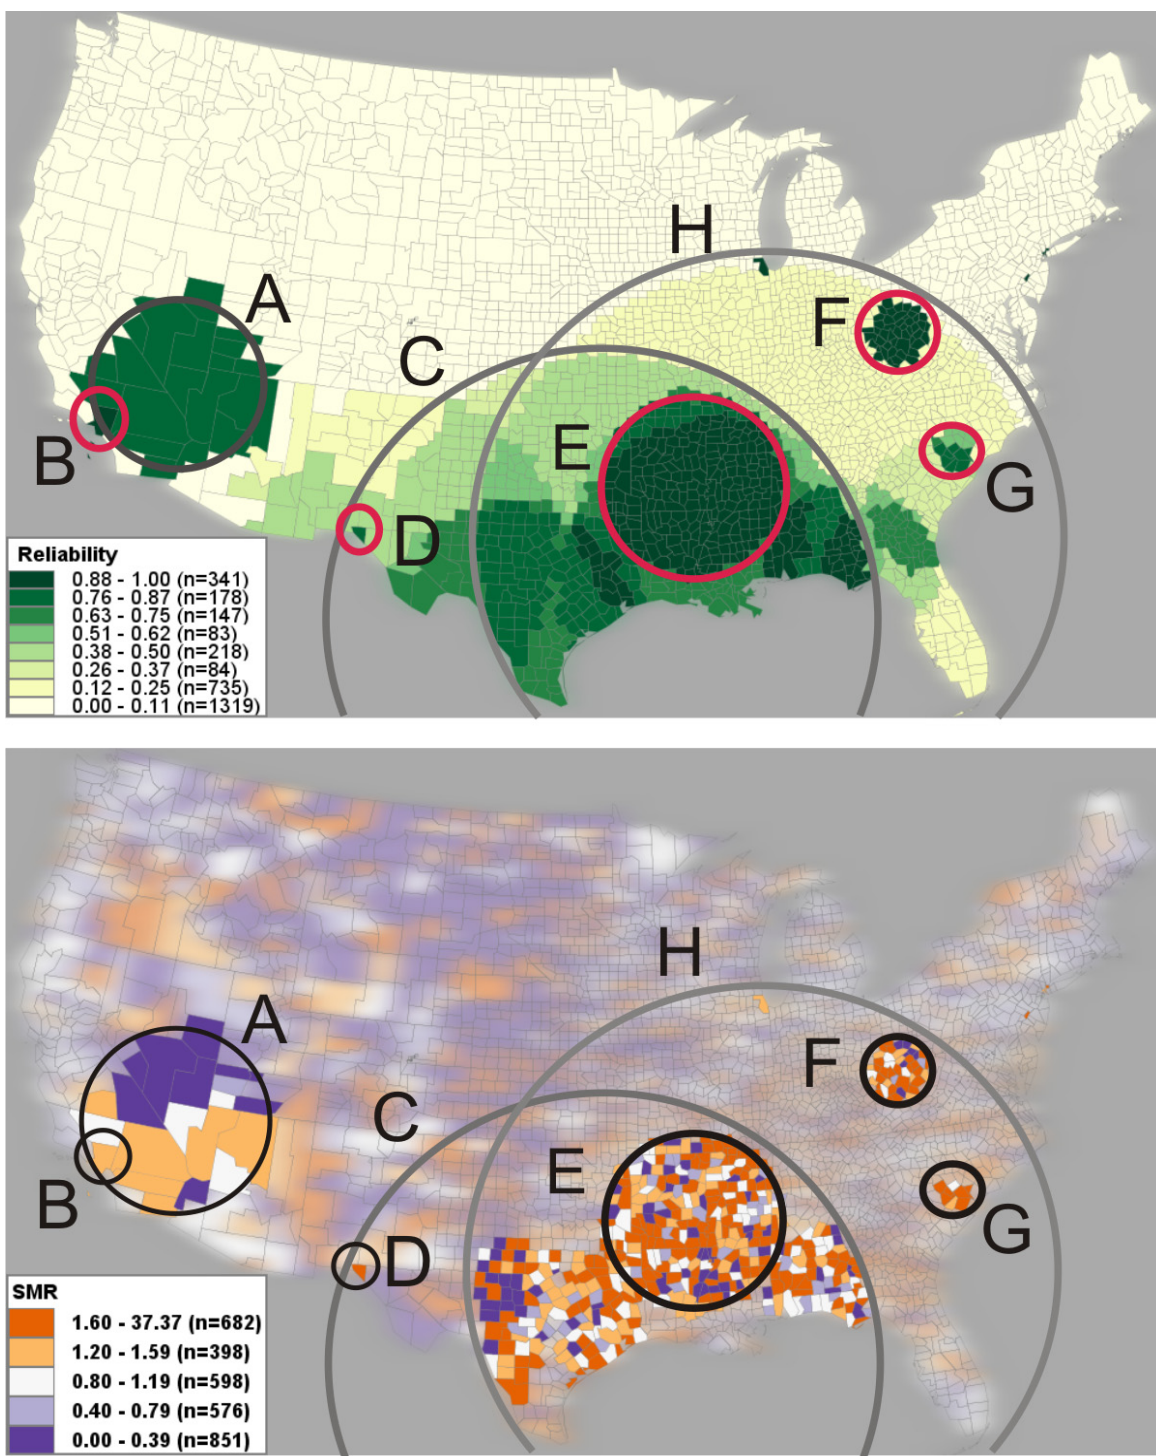 H
A
F
C
E
B
G
D
Reliability
0.88 - 1.00 (n=341)
0.76 - 0.87 (n=178)
0.63 - 0.75 (n=147)
0.51 - 0.62 (n=83)
0.38 - 0.50 (n=218)
0.26 - 0.37 (n=84)
0.12 - 0.25 (n=735)
0.00 - 0.11 (n=1319)
H
A
F
C
E
B
G
D
SMR
1.60 - 37.37 (n=682)
1.20 - 1.59 (n=398)
0.80 - 1.19 (n=598)
0.40 - 0.79 (n=576)
0.00 - 0.39 (n=851)